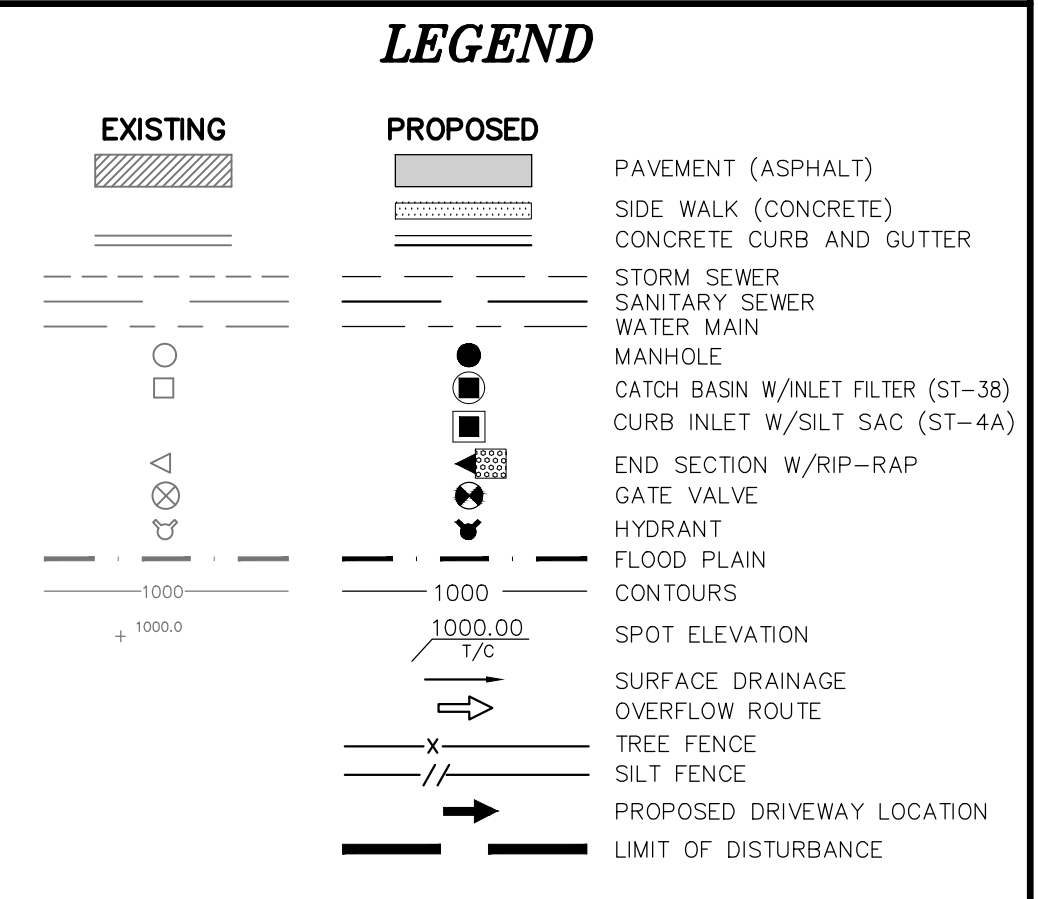 LEGEND
EXISTING PROPOSED
PAVEMENT (ASPHALT)
SIDE WALK (CONCRETE)
CONCRETE CURB AND GUTTER
STORM SEWER
SANITARY SEWER
WATER MAIN
MANHOLE
CATCH BASIN W/INLET FILTER (ST-38)
CURB INLET W/SILT SAC (ST-4A)
END SECTION W/RIP-RAP
GATE VALVE
HYDRANT
FLOOD PLAIN
1000 1000 CONTOURS
+ 1000.0 1000.00 SPOT ELEVATION
T/C
SURFACE DRAINAGE
OVERFLOW ROUTE
X TREE FENCE
// SILT FENCE
PROPOSED DRIVEWAY LOCATION
LIMIT OF DISTURBANCE